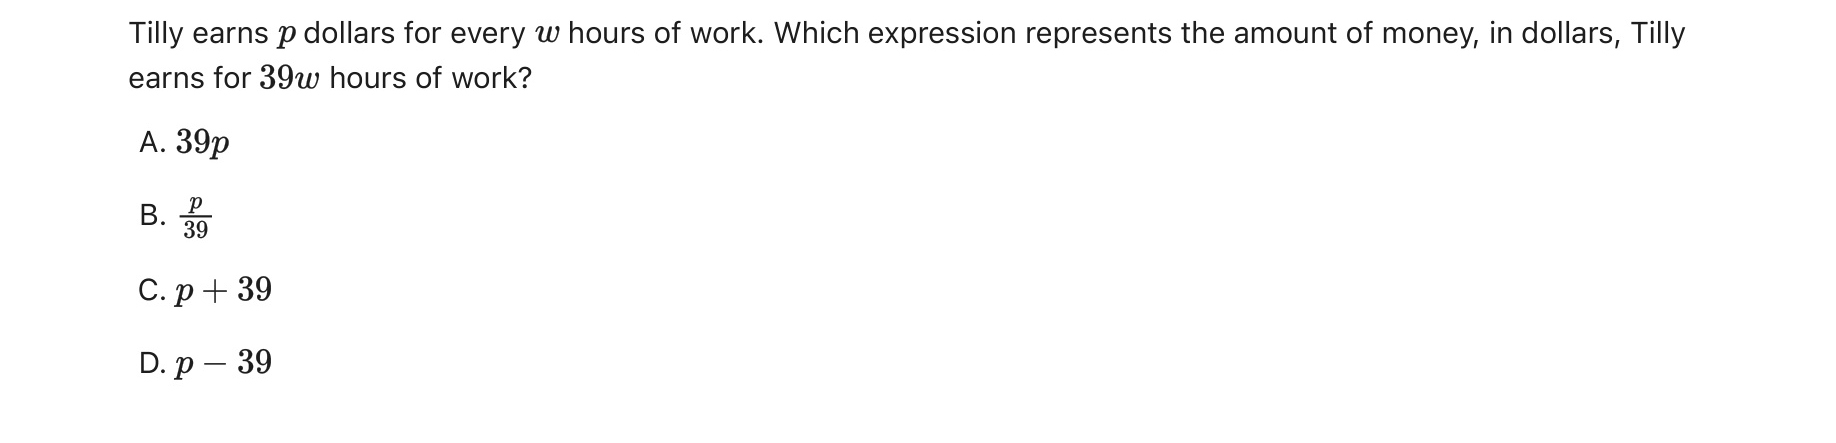 Tilly earns p dollars for every w hours of work. Which expression represents the amount of money, in dollars, Tilly
earns for 39w hours of work?
A. 39p
B. p/39
C. p + 39
D. p − 39